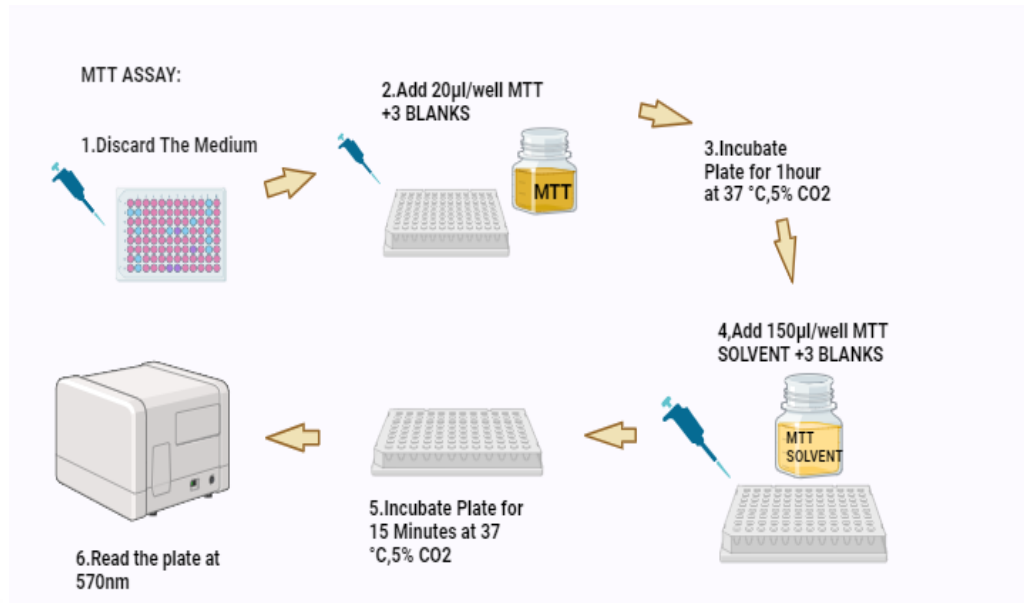 MTT ASSAY:
1.Discard The Medium
2.Add 20μl/well MTT
+3 BLANKS
MTT
3.Incubate
Plate for 1hour
at 37 °C,5% CO2
4,Add 150μl/well MTT
SOLVENT +3 BLANKS
MTT
SOLVENT
5.Incubate Plate for
15 Minutes at 37
°C,5% CO2
6.Read the plate at
570nm